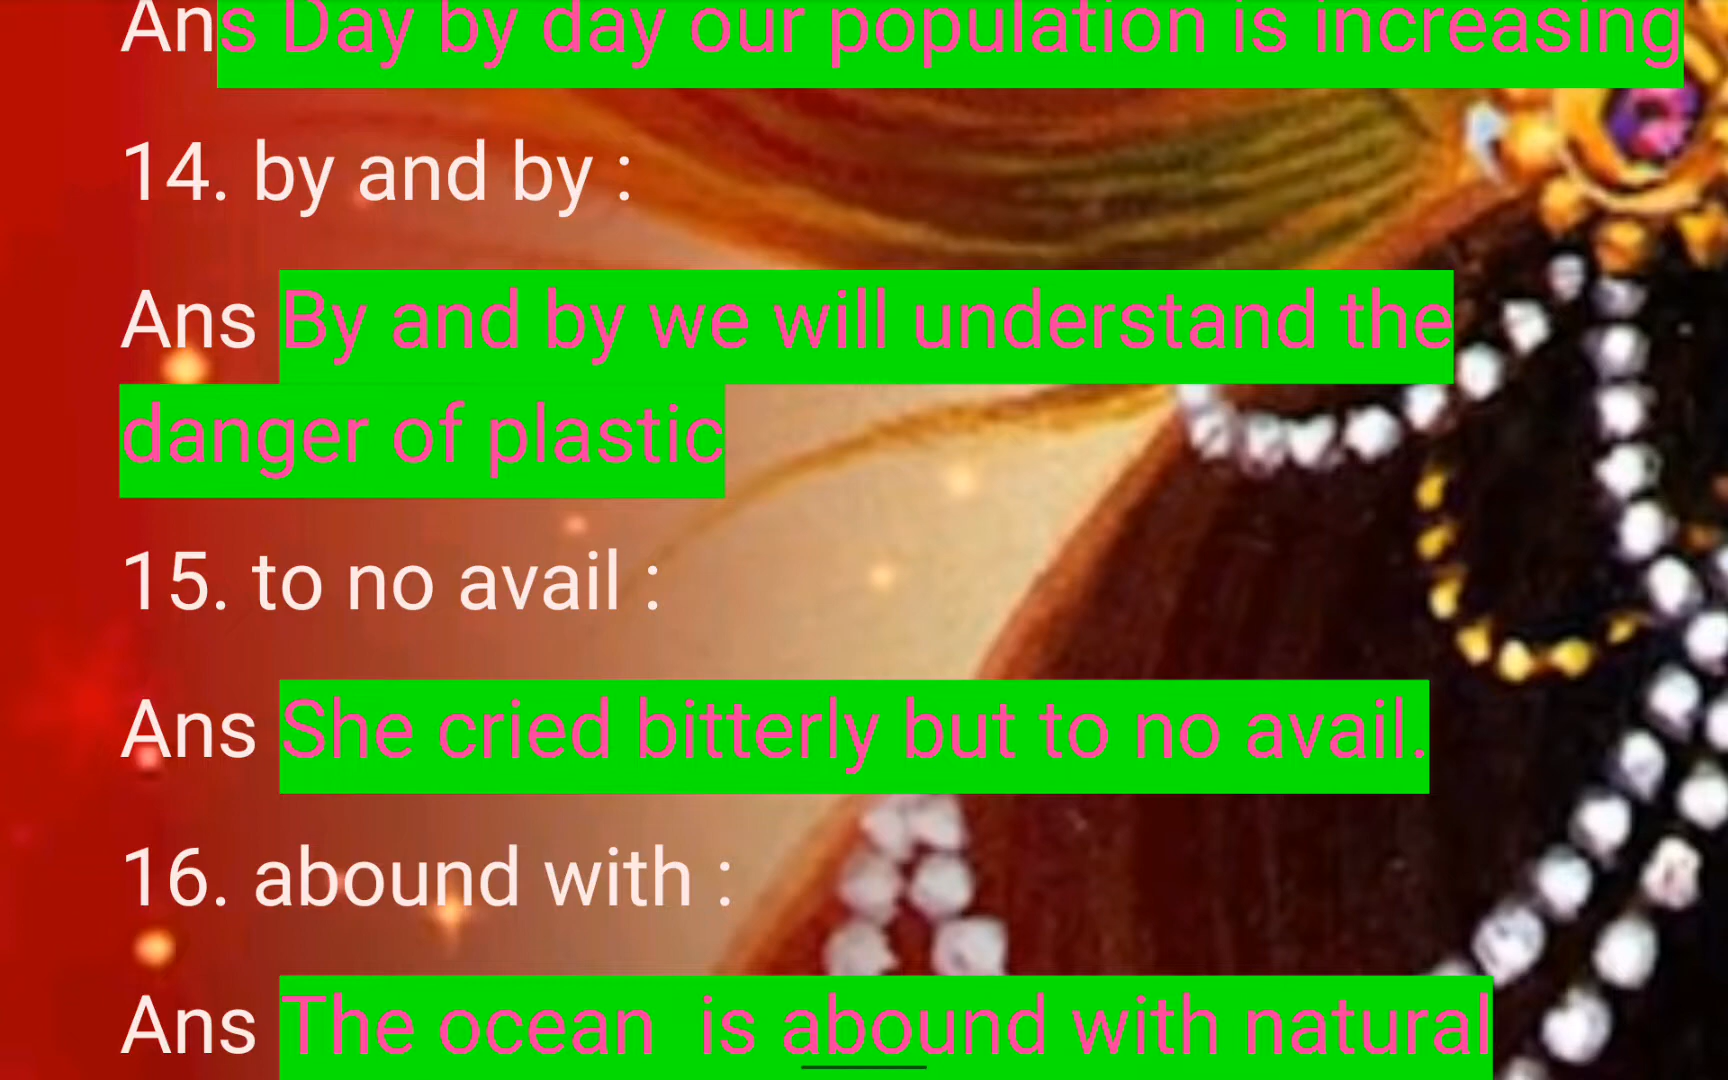 Ans Day by day our population is increasing
14. by and by :
Ans By and by we will understand the
danger of plastic
15. to no avail :
Ans She cried bitterly but to no avail.
16. abound with :
Ans The ocean  is abound with natural